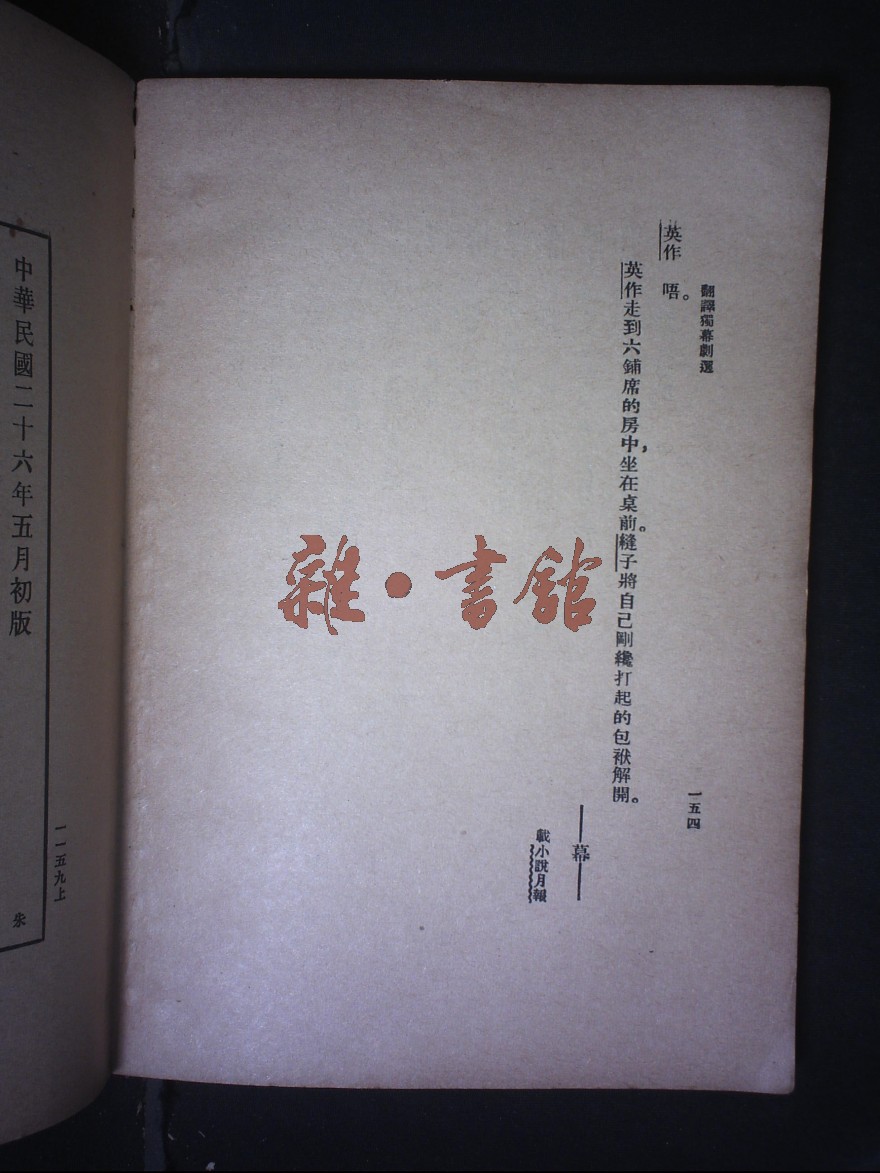 翻譯獨幕劇選
一五四
英作 唔。
英作走到六鋪席的房中,坐在桌前。縫子將自己剛纔打起的包袱解開。
——幕——
載小說月報
雜·書館
中華民國二十六年五月初版
一一五九上